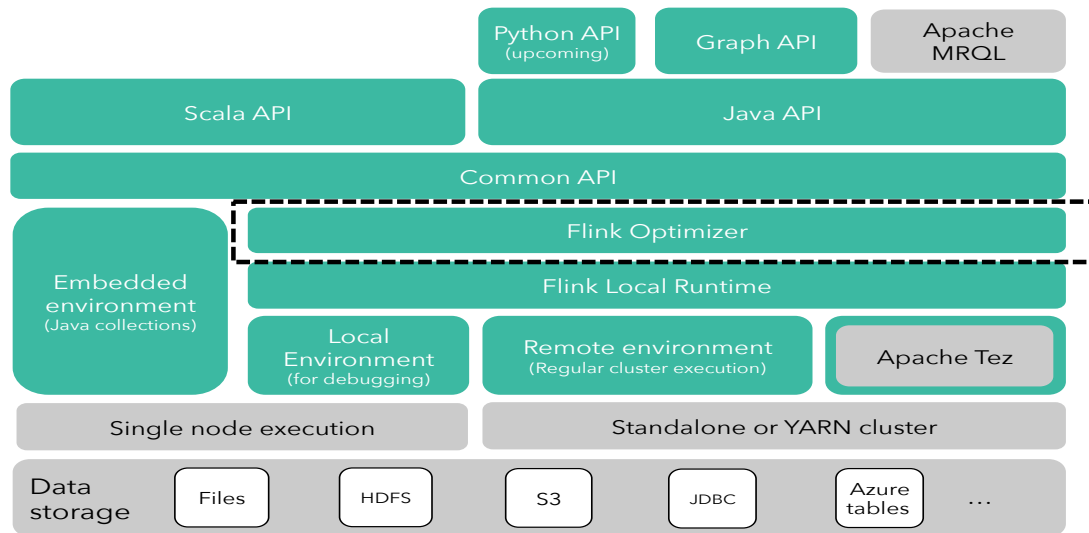 Python API
(upcoming)
Graph API
Apache
MRQL
Scala API
Java API
Common API
Flink Optimizer
Embedded
environment
(Java collections)
Flink Local Runtime
Local
Environment
(for debugging)
Remote environment
(Regular cluster execution)
Apache Tez
Single node execution
Standalone or YARN cluster
Data
storage
Files
HDFS
S3
JDBC
Azure
tables
...